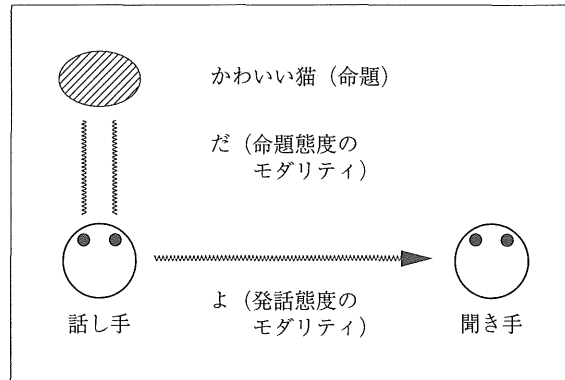 かわいい猫（命題）
だ（命題態度の
モダリティ）
よ（発話態度の
モダリティ）
話し手
聞き手